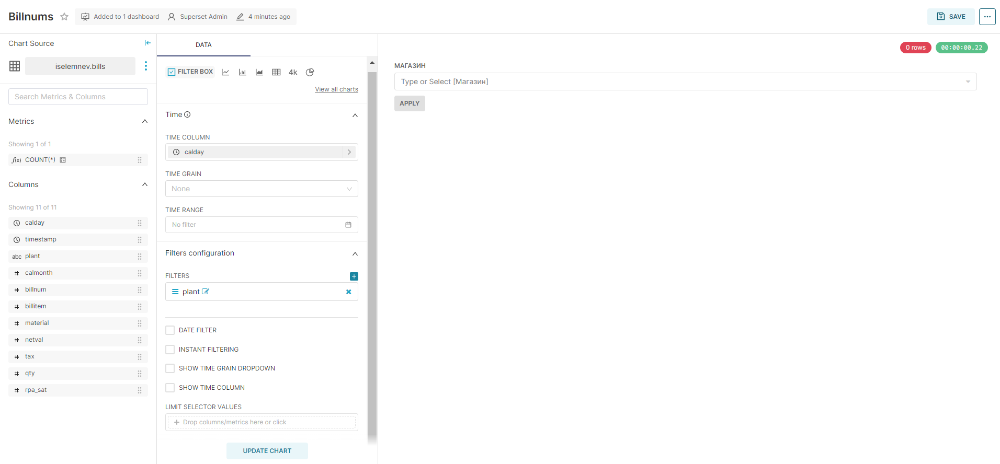 Billnums
Added to 1 dashboard
Superset Admin
4 minutes ago
SAVE
Chart Source
iselemnev.bills
Search Metrics & Columns
Metrics
Showing 1 of 1
f(x) COUNT(*)
Columns
Showing 11 of 11
calday
timestamp
abc plant
# calmonth
# billnum
# billitem
# material
# netval
# tax
# qty
# rpa_sat
DATA
FILTER BOX
4k
View all charts
Time
TIME COLUMN
calday
TIME GRAIN
None
TIME RANGE
No filter
Filters configuration
FILTERS
plant
DATE FILTER
INSTANT FILTERING
SHOW TIME GRAIN DROPDOWN
SHOW TIME COLUMN
LIMIT SELECTOR VALUES
+ Drop columns/metrics here or click
UPDATE CHART
0 rows
00:00:00.22
МАГАЗИН
Type or Select [Магазин]
APPLY